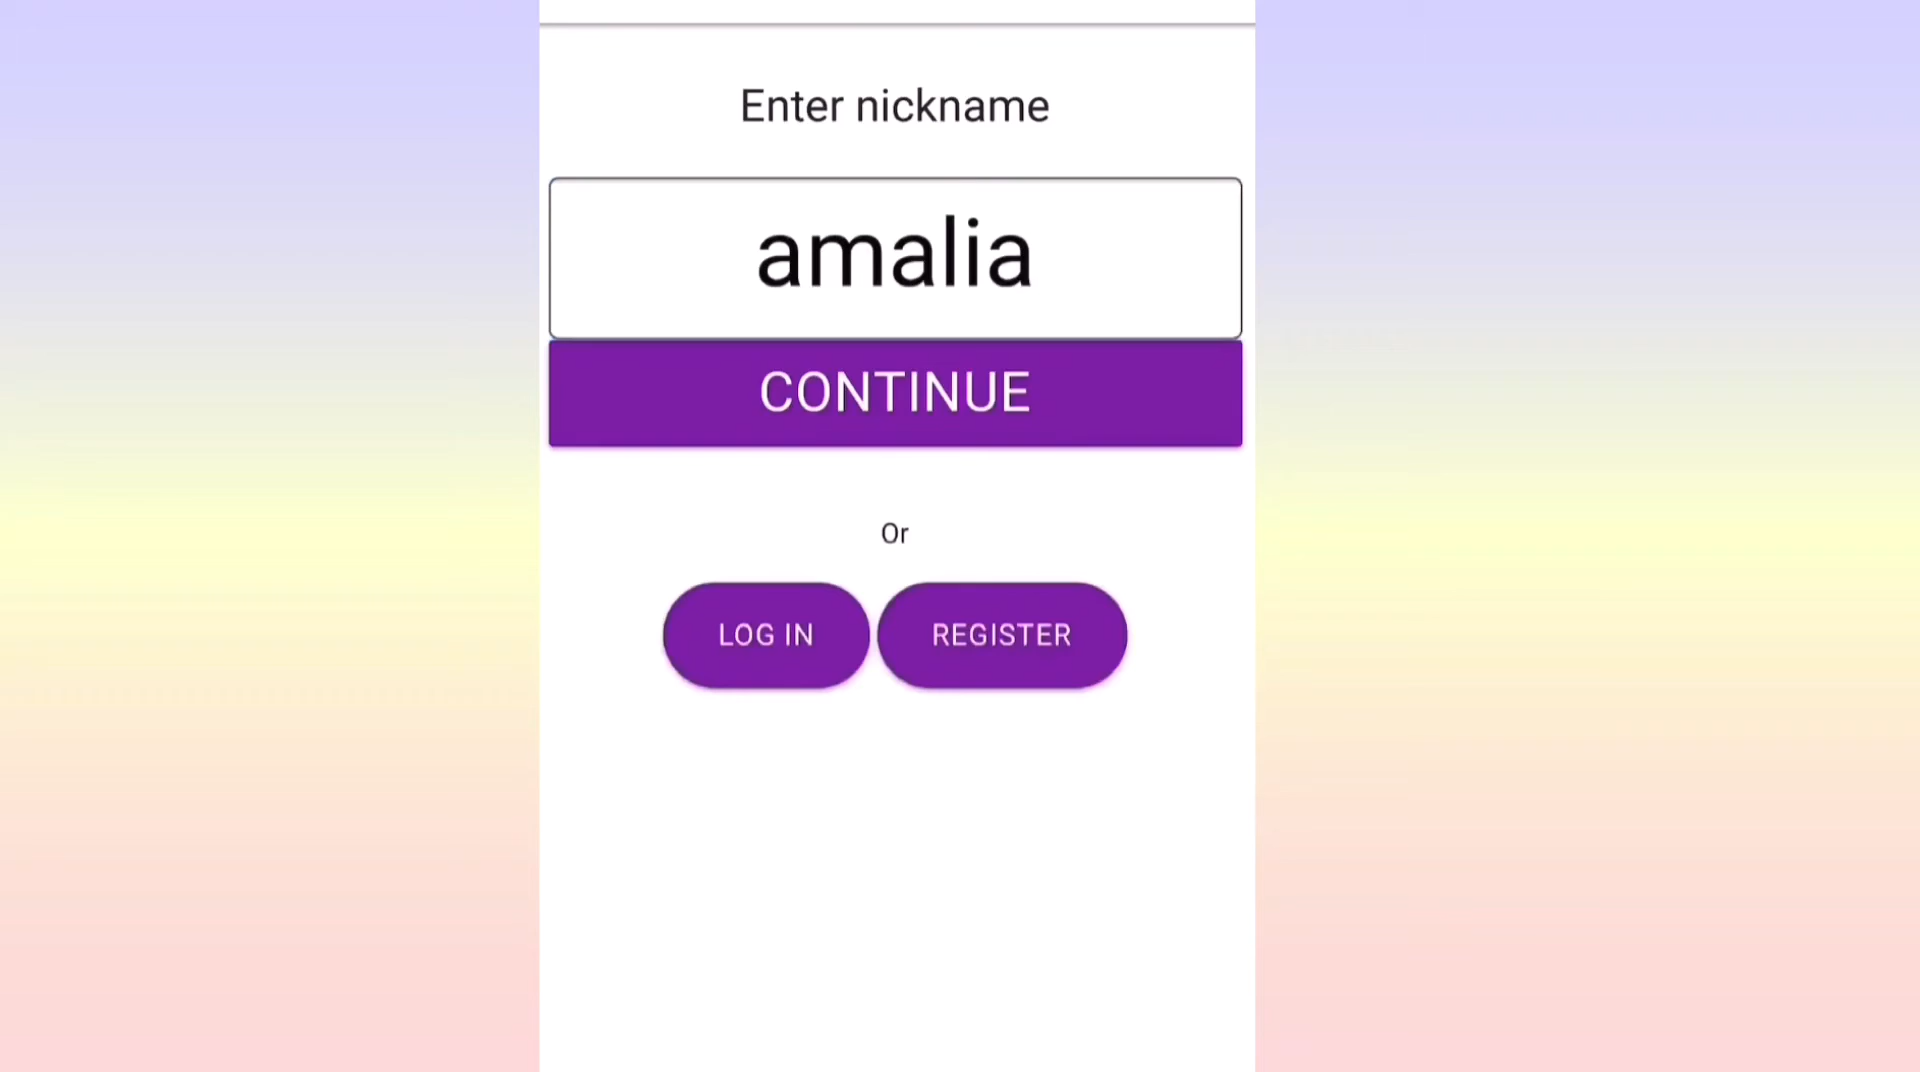 Enter nickname
amalia
CONTINUE
Or
LOG IN
REGISTER